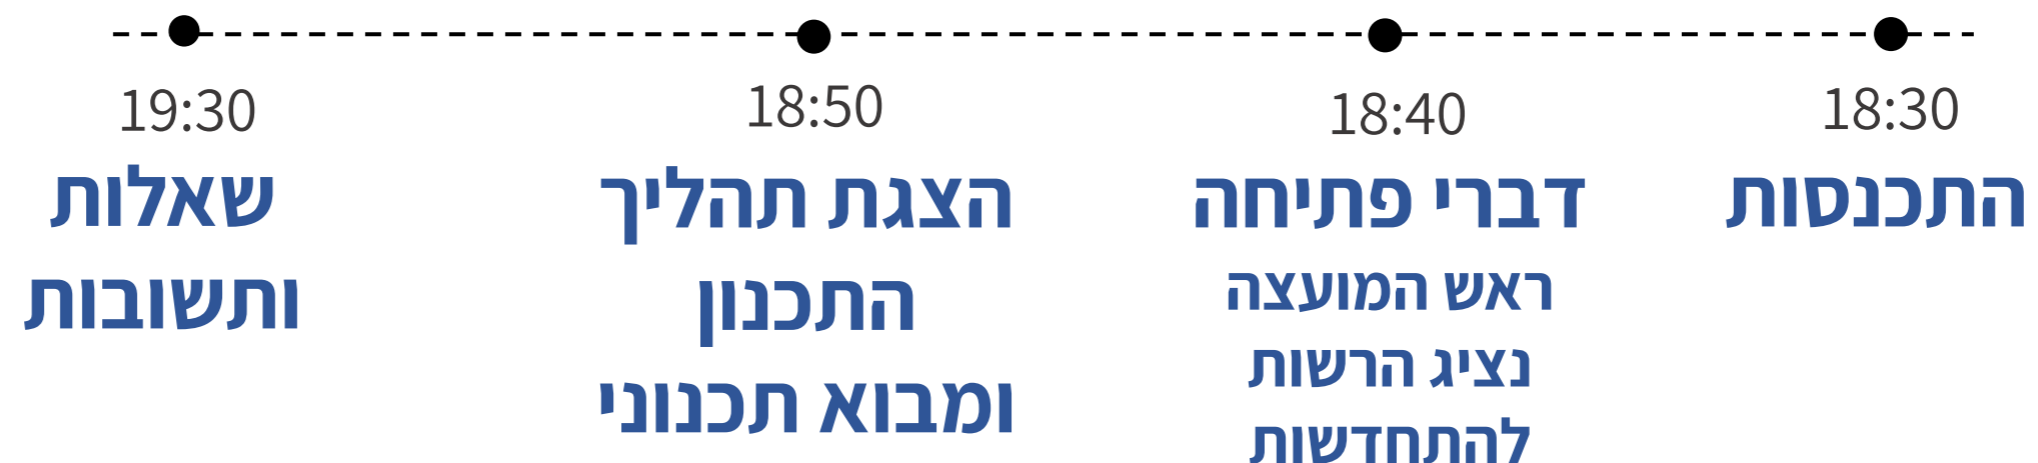 18:30
התכנסות
18:40
דברי פתיחה
ראש המועצה
נציג הרשות
להתחדשות
18:50
הצגת תהליך
התכנון
ומבוא תכנוני
19:30
שאלות
ותשובות